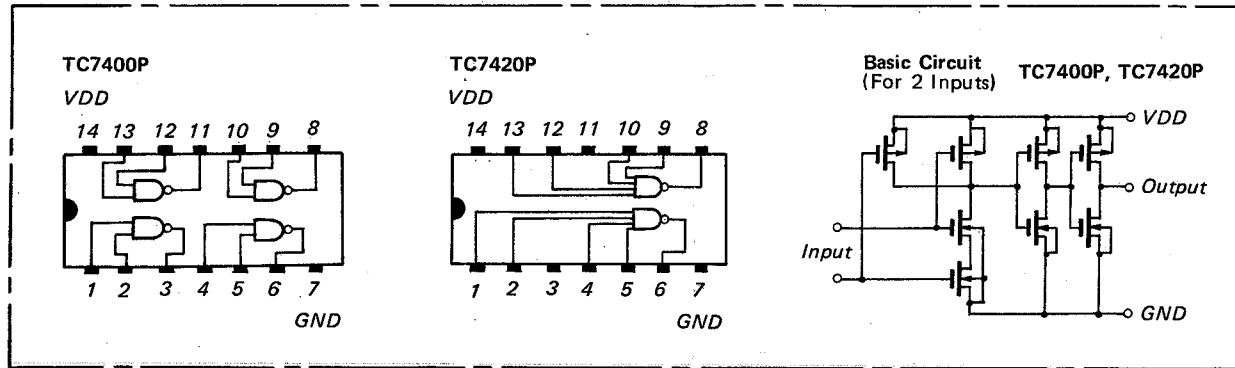 TC7400P
VDD
14 13 12 11 10 9 8
1 2 3 4 5 6 7
GND
TC7420P
VDD
14 13 12 11 10 9 8
1 2 3 4 5 6 7
GND
Basic Circuit
(For 2 Inputs)
TC7400P, TC7420P
VDD
Output
Input
GND